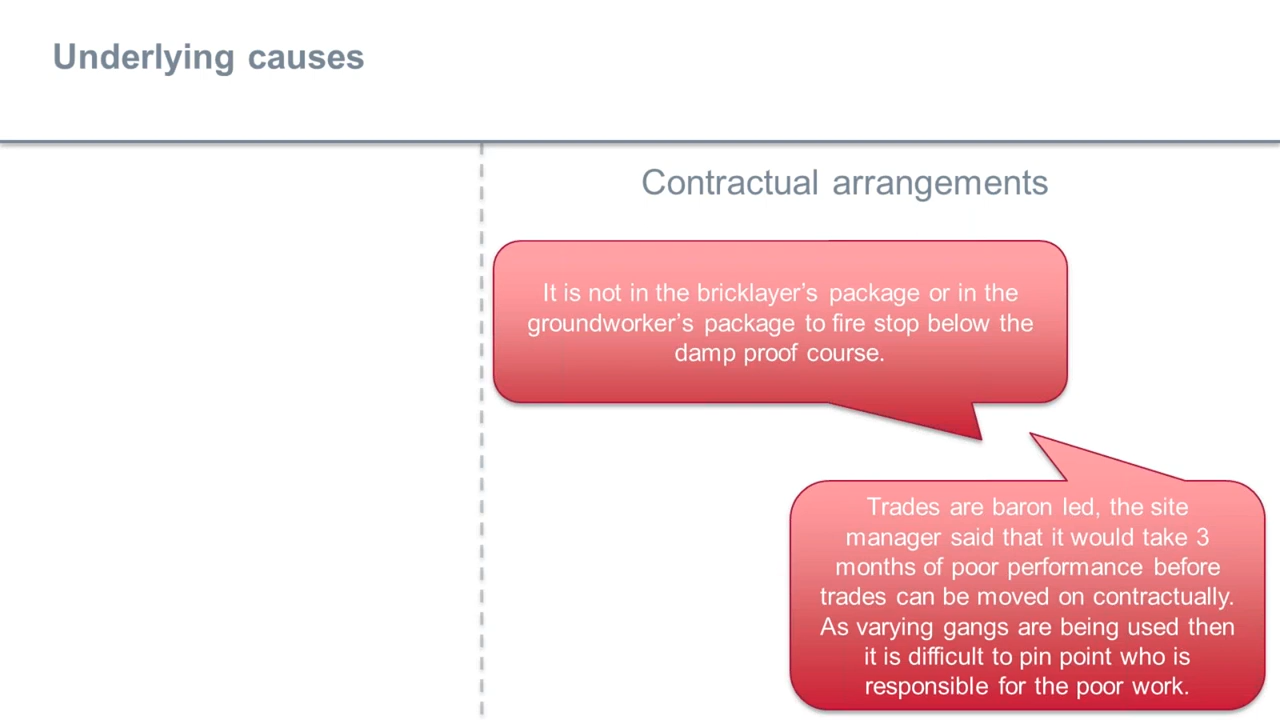 Underlying causes
Contractual arrangements
It is not in the bricklayer’s package or in the
groundworker’s package to fire stop below the
damp proof course.
Trades are baron led, the site
manager said that it would take 3
months of poor performance before
trades can be moved on contractually.
As varying gangs are being used then
it is difficult to pin point who is
responsible for the poor work.